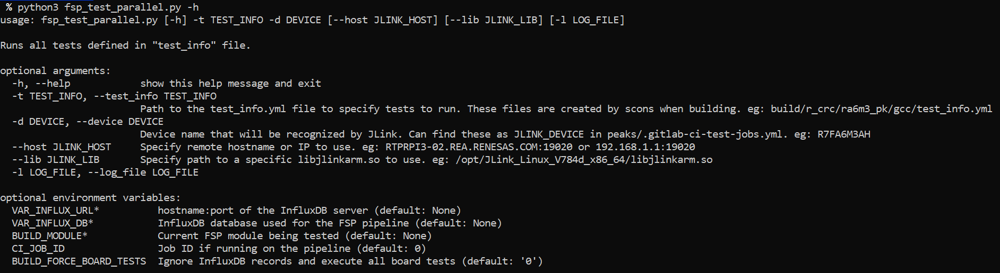 % python3 fsp_test_parallel.py -h
usage: fsp_test_parallel.py [-h] -t TEST_INFO -d DEVICE [--host JLINK_HOST] [--lib JLINK_LIB] [-l LOG_FILE]
Runs all tests defined in "test_info" file.
optional arguments:
-h, --help show this help message and exit
-t TEST_INFO, --test_info TEST_INFO
Path to the test_info.yml file to specify tests to run. These files are created by scons when building. eg: build/r_crc/ra6m3_pk/gcc/test_info.yml
-d DEVICE, --device DEVICE
Device name that will be recognized by JLink. Can find these as JLINK_DEVICE in peaks/.gitlab-ci-test-jobs.yml. eg: R7FA6M3AH
--host JLINK_HOST Specify remote hostname or IP to use. eg: RTPRPI3-02.REA.RENESAS.COM:19020 or 192.168.1.1:19020
--lib JLINK_LIB Specify path to a specific libjlinkarm.so to use. eg: /opt/JLink_Linux_V784d_x86_64/libjlinkarm.so
-l LOG_FILE, --log_file LOG_FILE
optional environment variables:
VAR_INFLUX_URL* hostname:port of the InfluxDB server (default: None)
VAR_INFLUX_DB* InfluxDB database used for the FSP pipeline (default: None)
BUILD_MODULE* Current FSP module being tested (default: None)
CI_JOB_ID Job ID if running on the pipeline (default: 0)
BUILD_FORCE_BOARD_TESTS Ignore InfluxDB records and execute all board tests (default: '0')